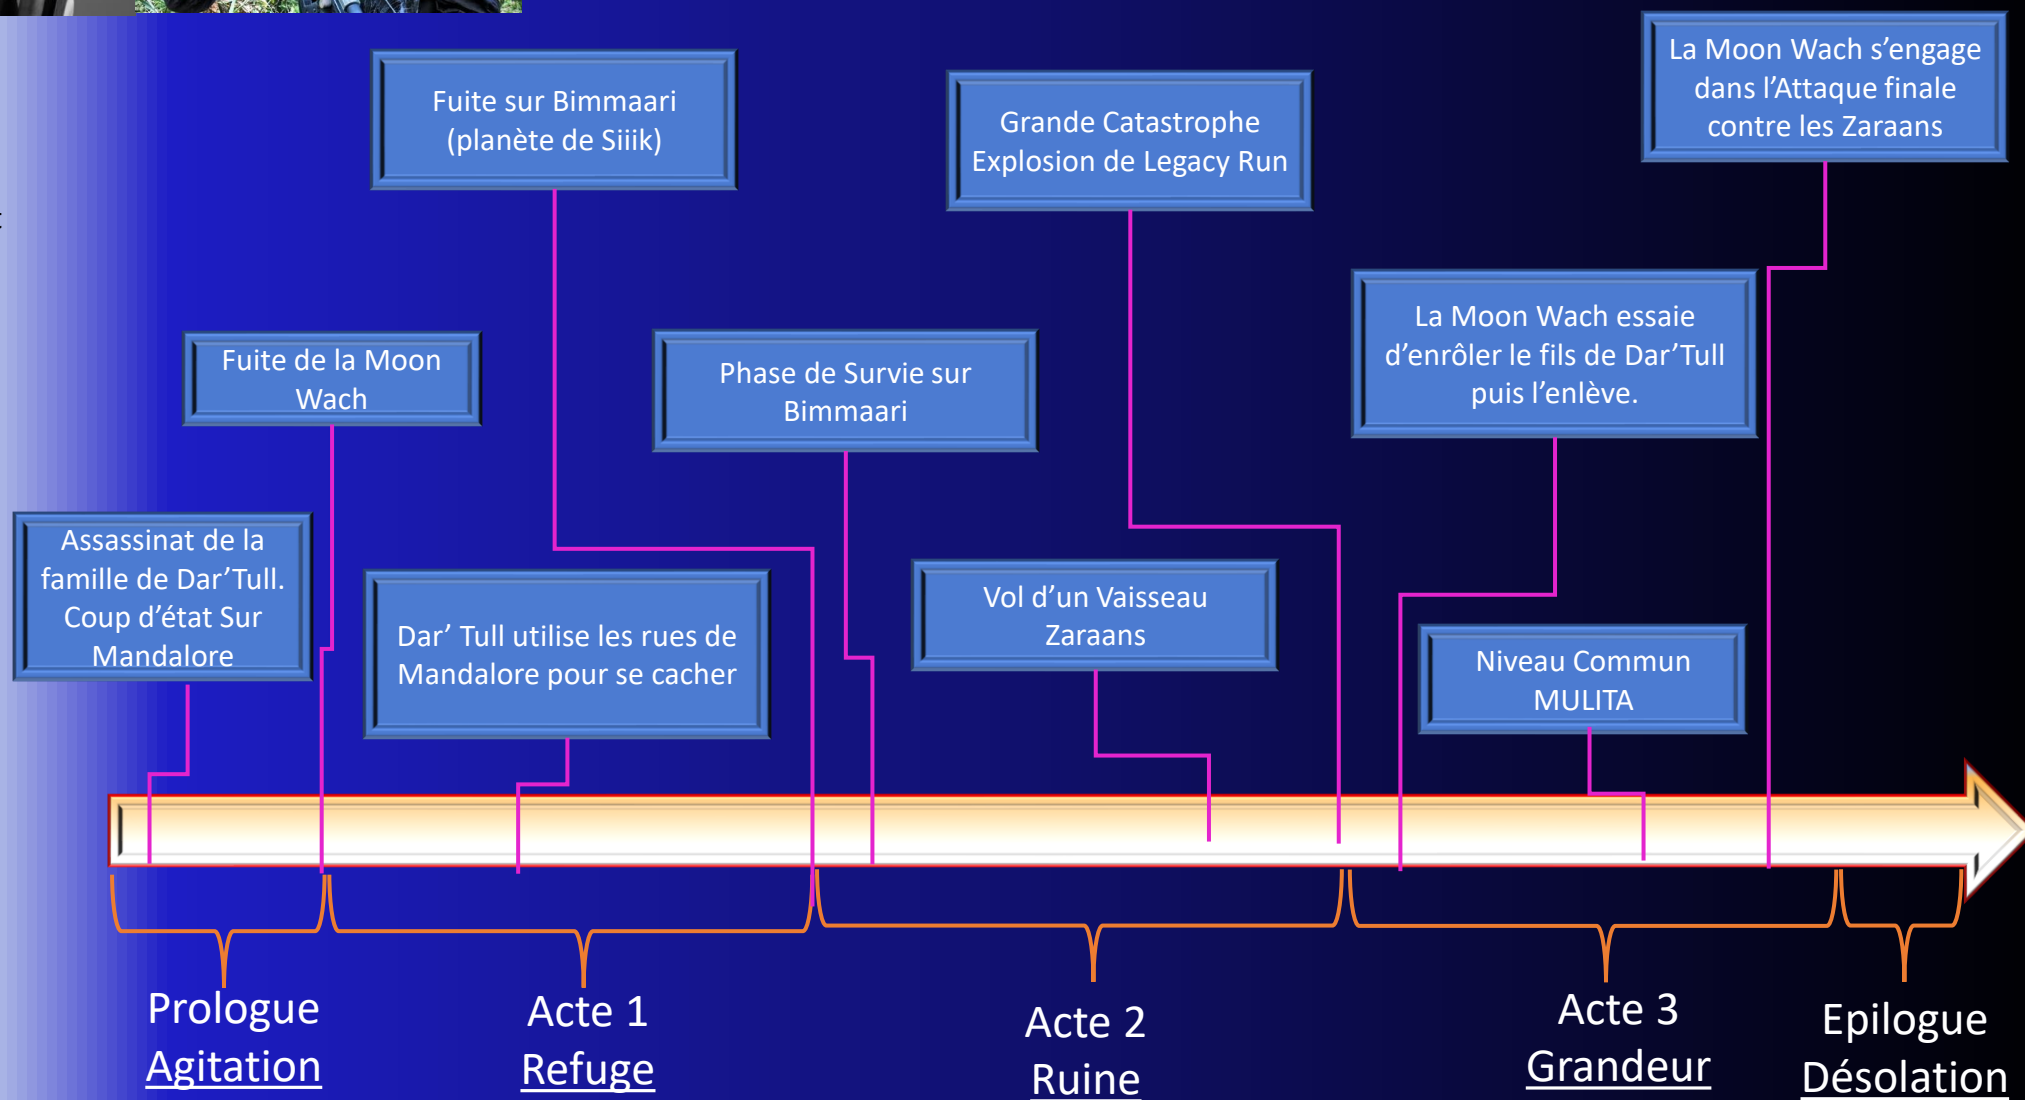 La Moon Wach s’engage
dans l’Attaque finale
contre les Zaraans
Fuite sur Bimmaari
(planète de Siiik)
Grande Catastrophe
Explosion de Legacy Run
Fuite de la Moon
Wach
Phase de Survie sur
Bimmaari
La Moon Wach essaie
d’enrôler le fils de Dar’Tull
puis l’enlève.
Assassinat de la
famille de Dar’Tull.
Coup d’état Sur
Mandalore
Dar’ Tull utilise les rues de
Mandalore pour se cacher
Vol d’un Vaisseau
Zaraans
Niveau Commun
MULITA
Prologue
Agitation
Acte 1
Refuge
Acte 2
Ruine
Acte 3
Grandeur
Epilogue
Désolation